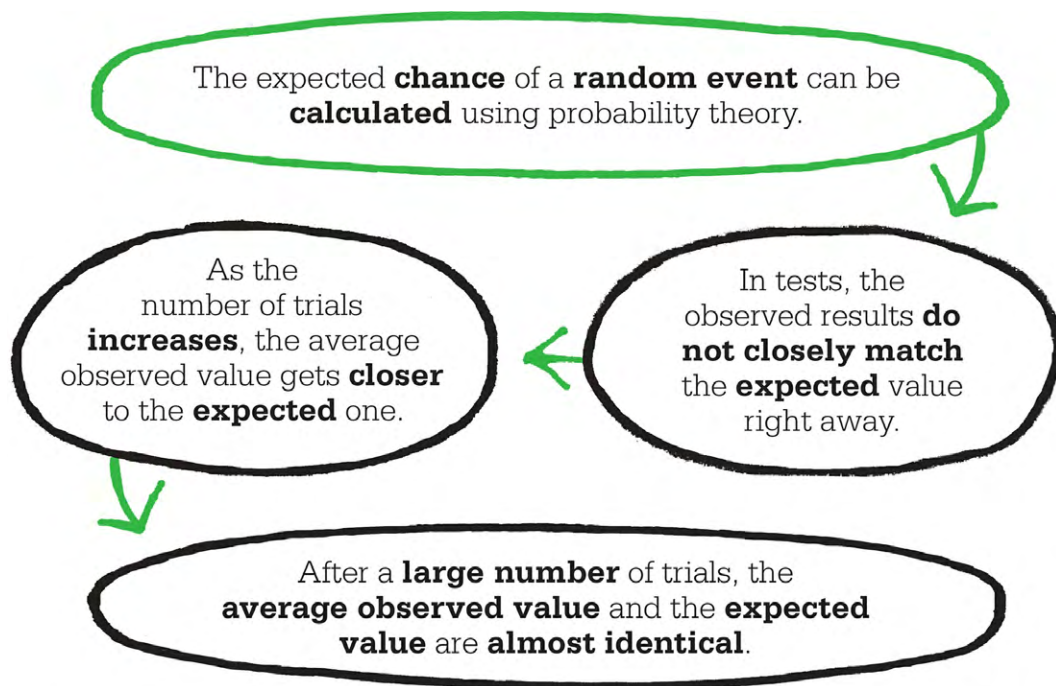 The expected chance of a random event can be
calculated using probability theory.
In tests, the
observed results do
not closely match
the expected value
right away.
As the
number of trials
increases, the average
observed value gets closer
to the expected one.
After a large number of trials, the
average observed value and the expected
value are almost identical.